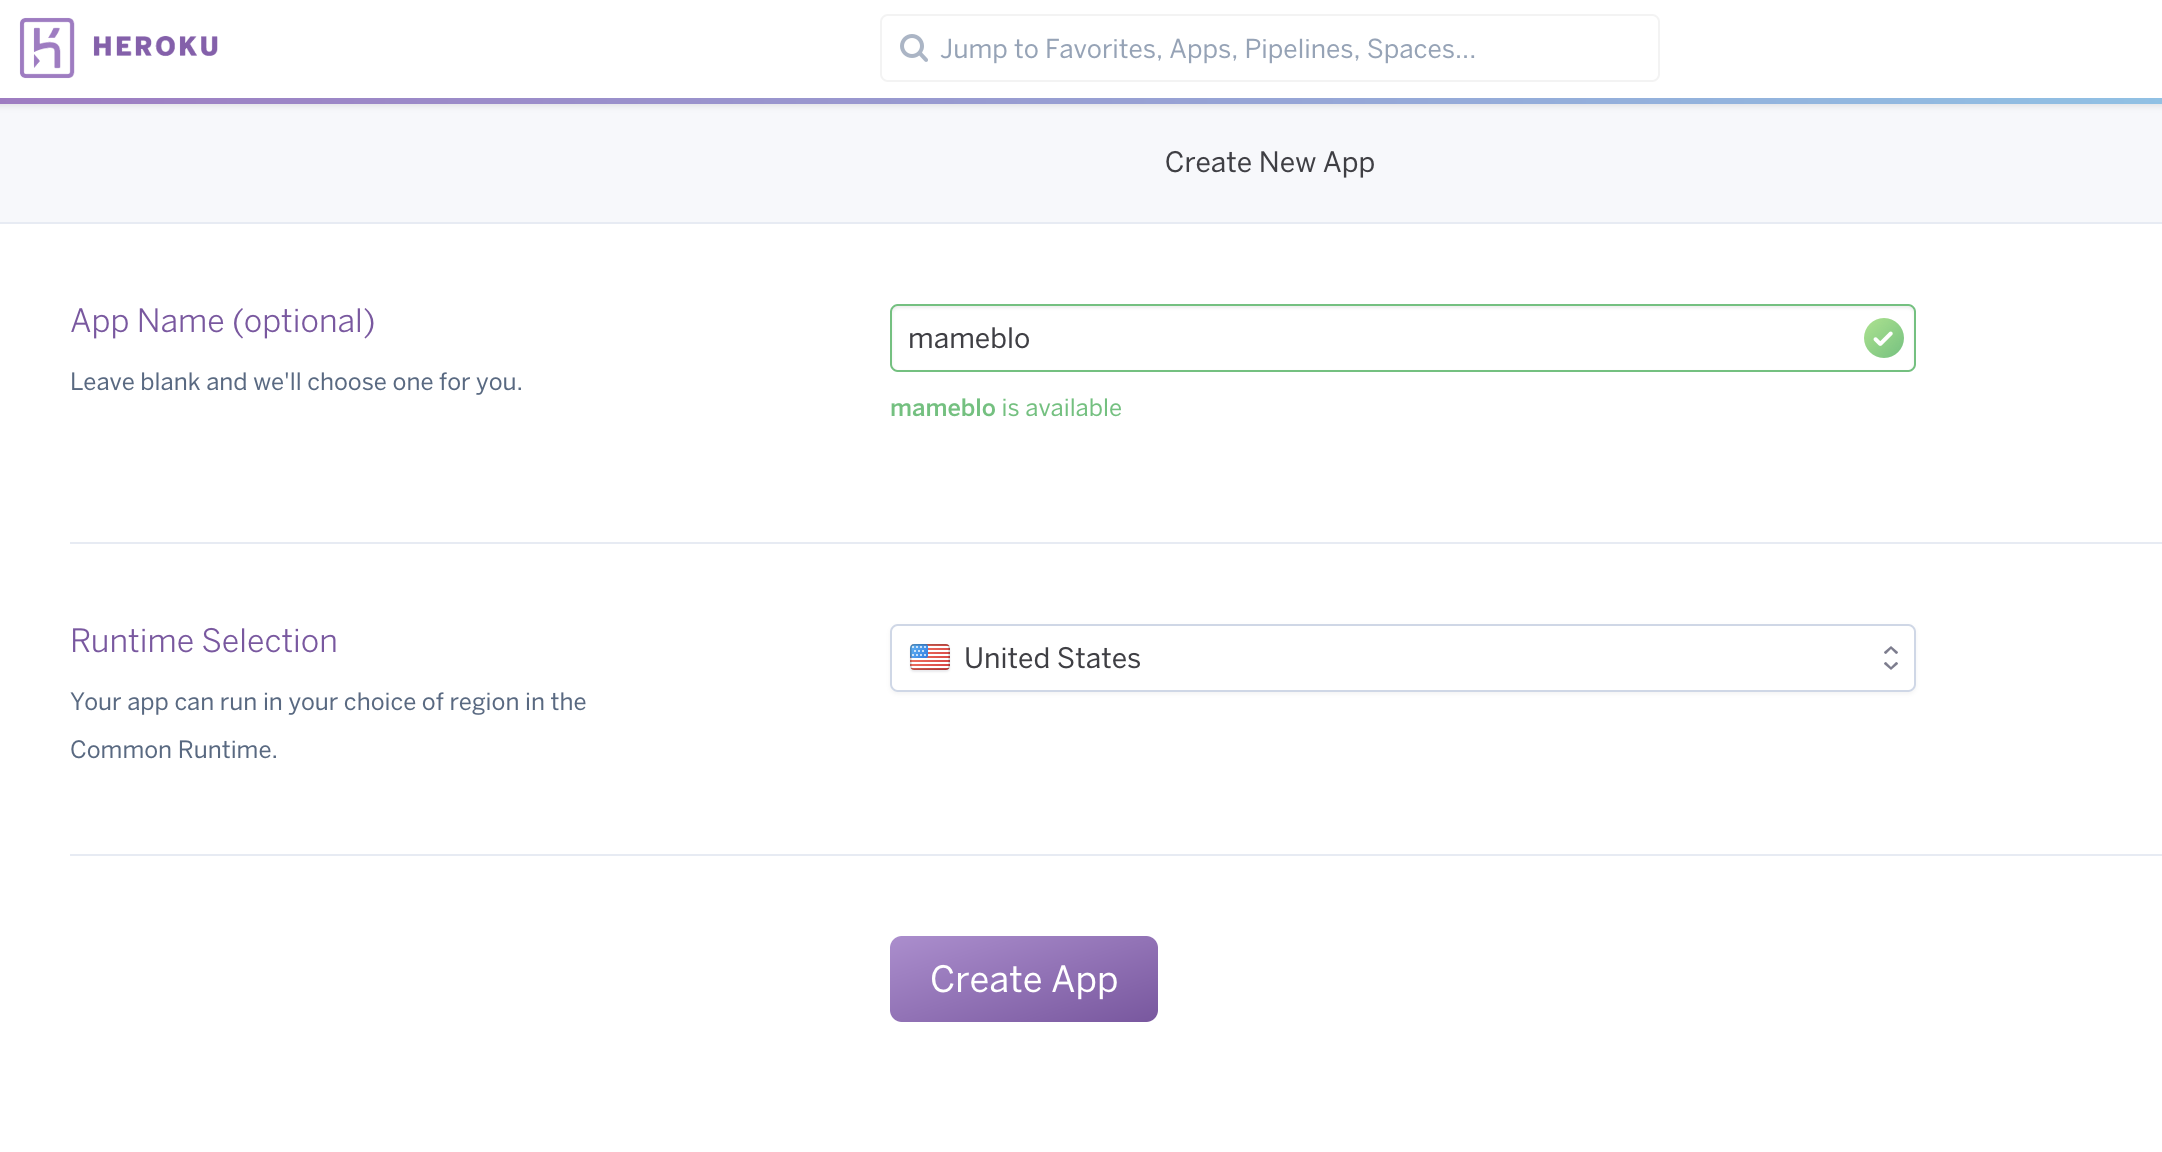 HEROKU
Jump to Favorites, Apps, Pipelines, Spaces...
Create New App
App Name (optional)
Leave blank and we'll choose one for you.
mameblo
mameblo is available
Runtime Selection
Your app can run in your choice of region in the
Common Runtime.
United States
Create App